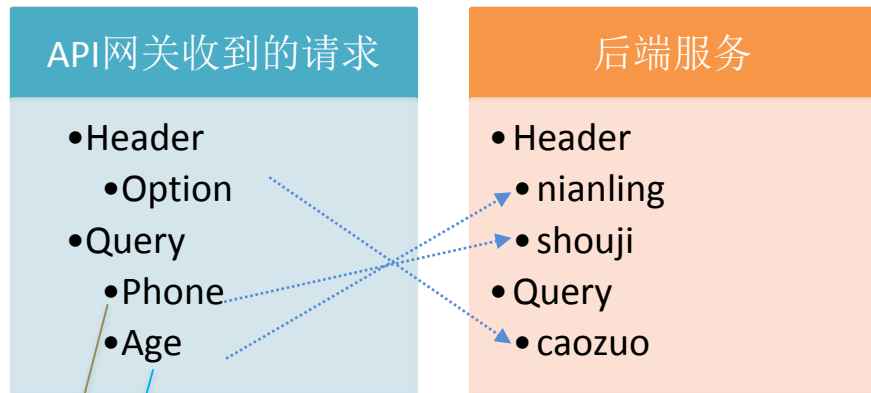 API网关收到的请求
•Header
•Option
•Query
•Phone
•Age
后端服务
•Header
•nianling
•shouji
•Query
•caozuo